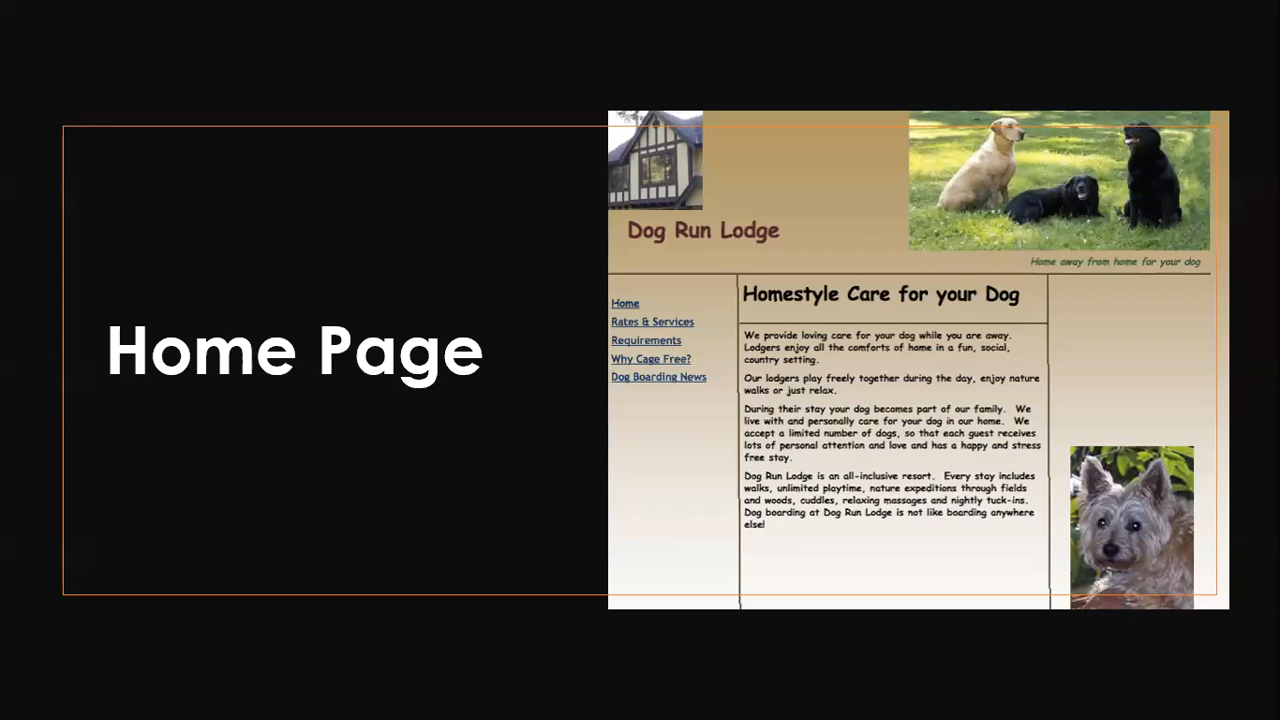 Home Page
Dog Run Lodge
Home away from home for your dog
Home
Rates & Services
Requirements
Why Cage Free?
Dog Boarding News
Homestyle Care for your Dog
We provide loving care for your dog while you are away.
Lodgers enjoy all the comforts of home in a fun, social,
country setting.
Our lodgers play freely together during the day, enjoy nature
walks or just relax.
During their stay your dog becomes part of our family. We
live with and personally care for your dog in our home. We
accept a limited number of dogs, so that each guest receives
lots of personal attention and love and has a happy and stress
free stay.
Dog Run Lodge is an all-inclusive resort. Every stay includes
walks, unlimited playtime, nature expeditions through fields
and woods, cuddles, relaxing massages and nightly tuck-ins.
Dog boarding at Dog Run Lodge is not like boarding anywhere
else!